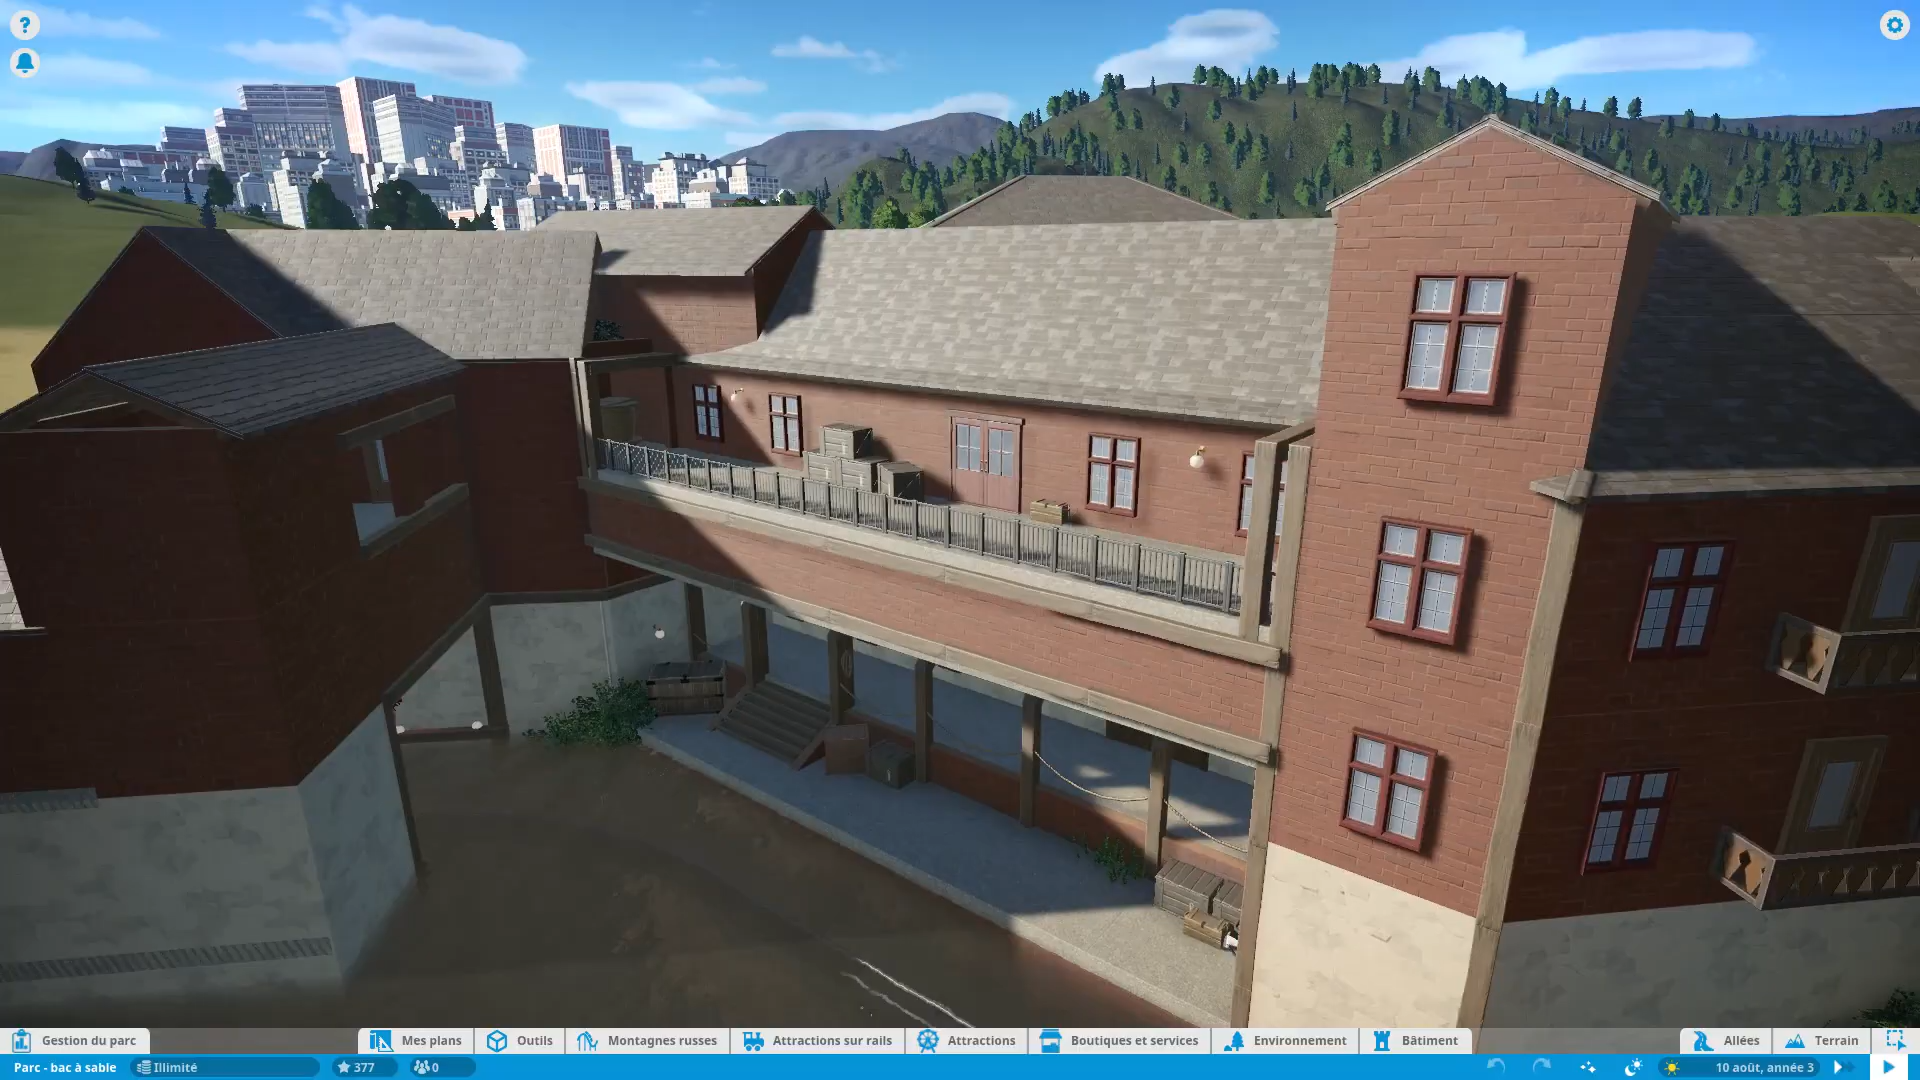 ?
Gestion du parc
Mes plans
Outils
Montagnes russes
Attractions sur rails
Attractions
Boutiques et services
Environnement
Bâtiment
Allées
Terrain
Parc - bac à sable
Illimité
377
0
10 août, année 3